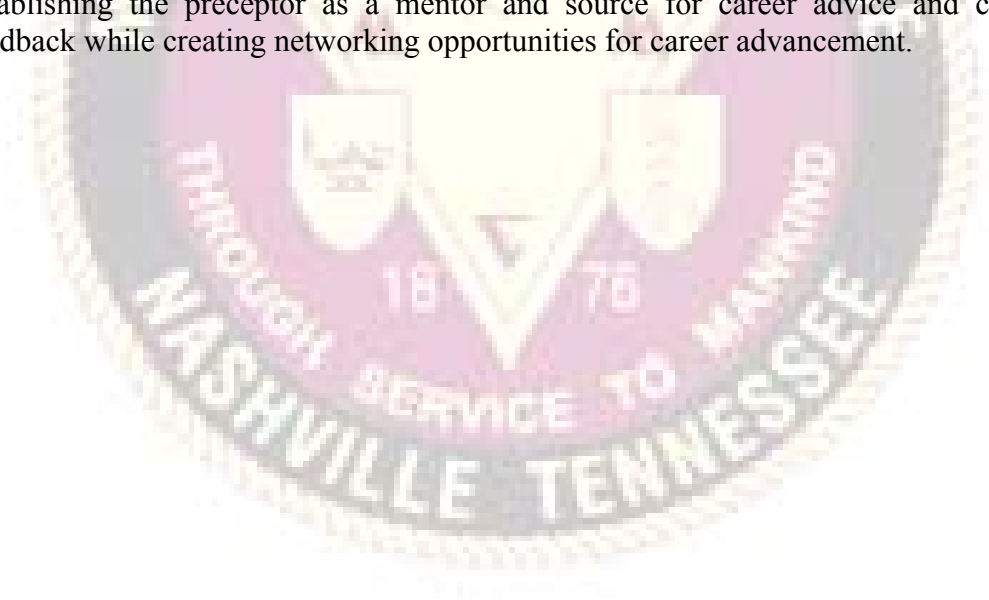 ablishing the preceptor as a mentor and source for career advice and c
dback while creating networking opportunities for career advancement.
THROUGH SERVICE TO MANKIND
18 76
NASHVILLE TENNESSEE